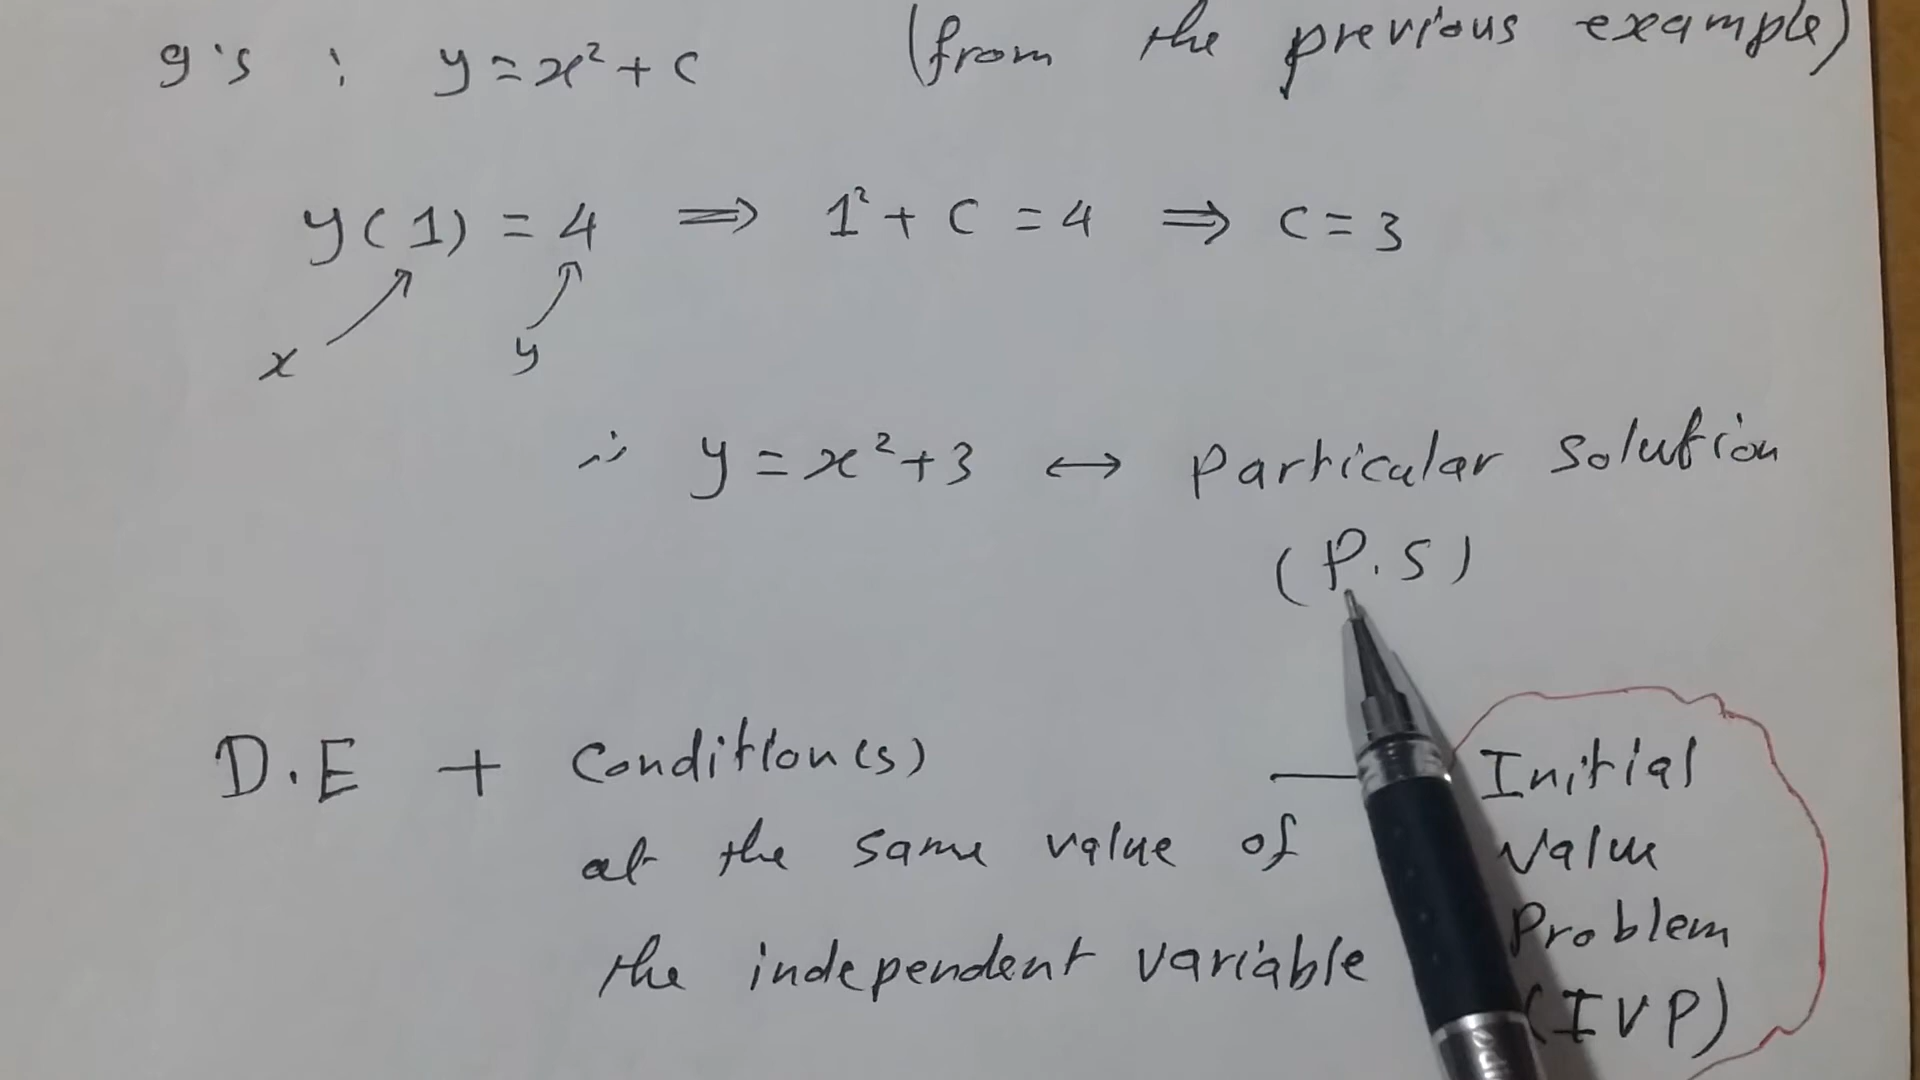 g.s : y = x² + c (from the previous example)
y(1) = 4 ⟹ 1² + c = 4 ⟹ c = 3
x y
∴ y = x² + 3 ↔ particular solution
(P.S)
D.E + Condition(s) — Initial
at the same value of Value
Problem
the independent variable
(IVP)